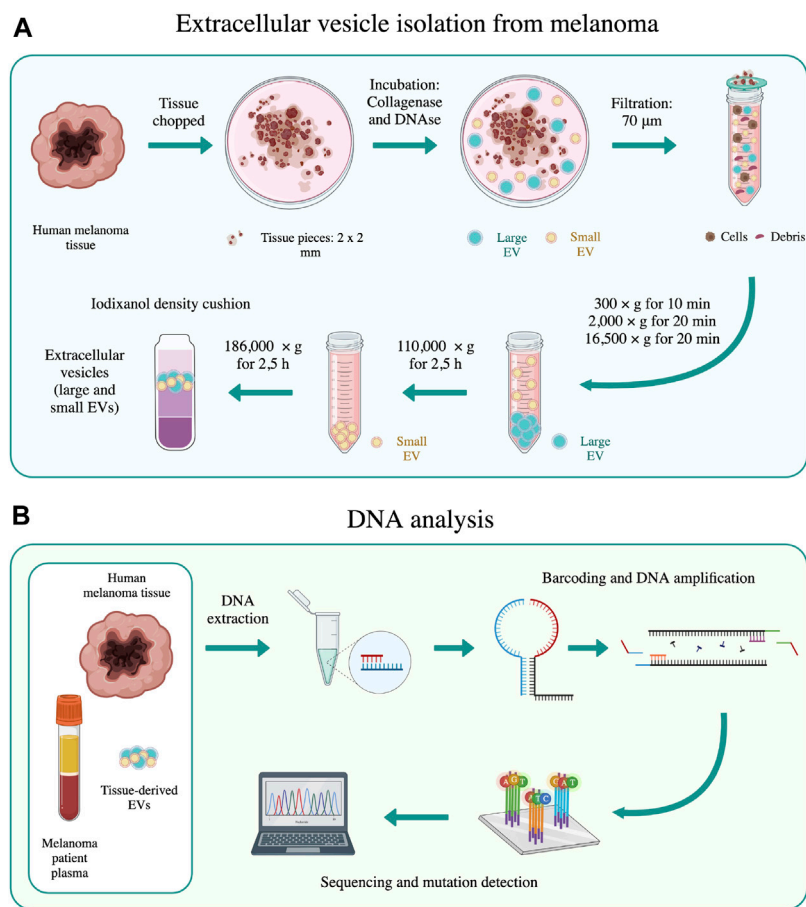 A
Extracellular vesicle isolation from melanoma
Tissue
chopped
Incubation:
Collagenase
and DNAse
Filtration:
70 μm
Human melanoma
tissue
Tissue pieces: 2 x 2
mm
Large
EV
Small
EV
Cells
Debris
300 × g for 10 min
2,000 × g for 20 min
16,500 × g for 20 min
Iodixanol density cushion
Extracellular
vesicles
(large and
small EVs)
186,000 × g
for 2,5 h
110,000 × g
for 2,5 h
Small
EV
Large
EV
B
DNA analysis
Human
melanoma tissue
DNA
extraction
Barcoding and DNA amplification
Tissue-derived
EVs
Melanoma
patient
plasma
A G T
A T C
C A T
Sequencing and mutation detection